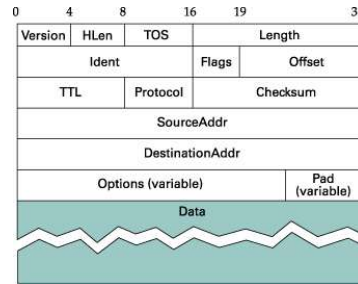 0 4 8 16 19 3
Version HLen TOS Length
Ident Flags Offset
TTL Protocol Checksum
SourceAddr
DestinationAddr
Options (variable) Pad
(variable)
Data